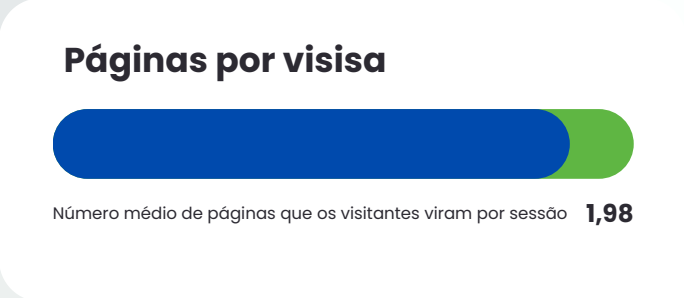 Páginas por visisa
Número médio de páginas que os visitantes viram por sessão 1,98